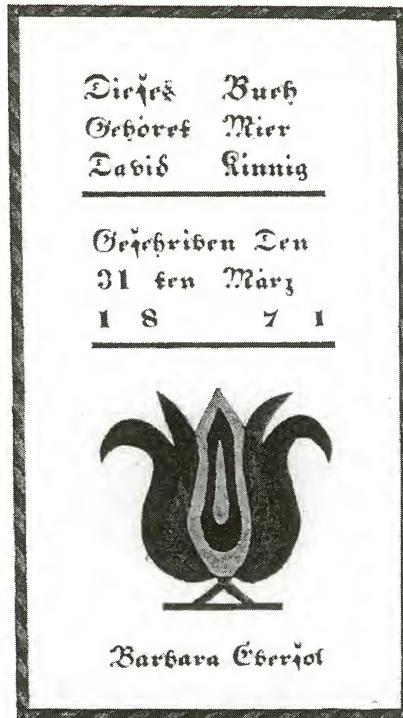 Dieses Buch
Gehöret Mier
David Kinnig
Geschriben Den
31 ten März
1 8 7 1
Barbara Ebersol